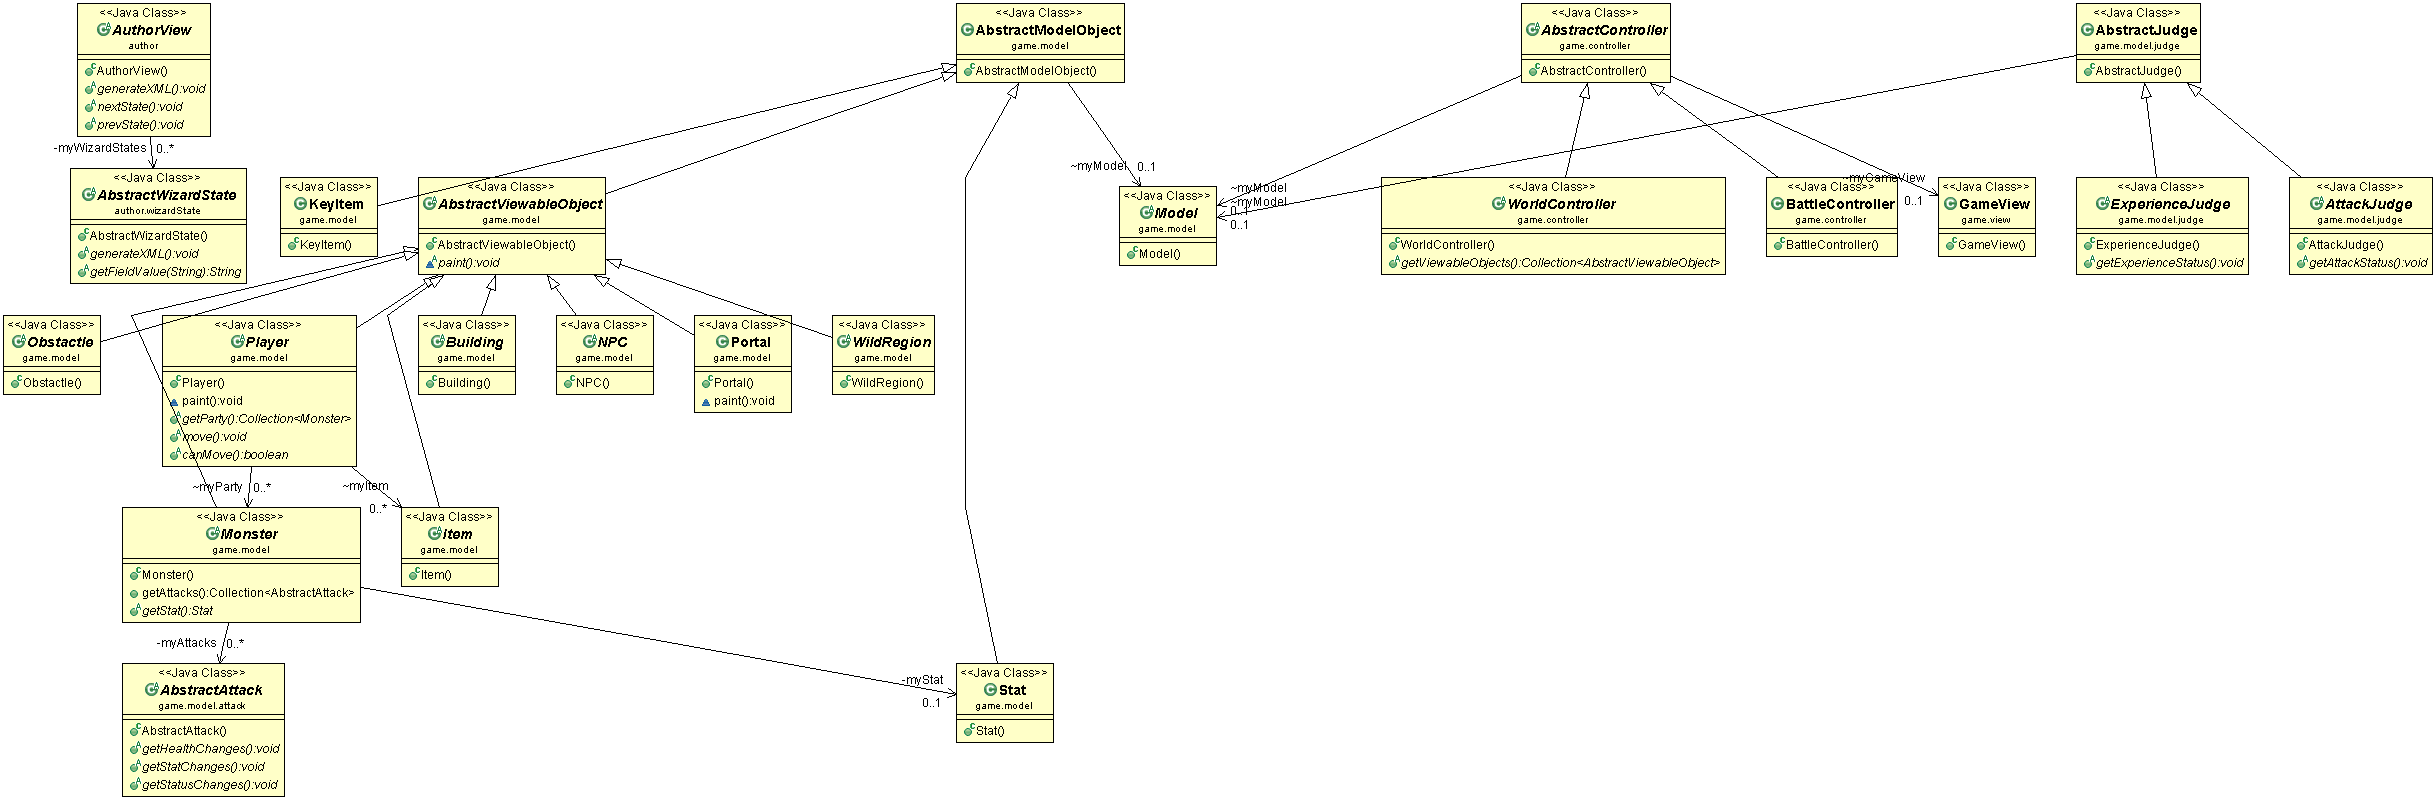 <<Java Class>>
AuthorView
author
AuthorView()
generateXML():void
nextState():void
prevState():void
-myWizardStates
0..*
<<Java Class>>
AbstractWizardState
author.wizardState
AbstractWizardState()
generateXML():void
getFieldValue(String):String
<<Java Class>>
AbstractModelObject
game.model
AbstractModelObject()
~myModel
0..1
<<Java Class>>
AbstractController
game.controller
AbstractController()
~myModel
0..1
~myGameView
0..1
<<Java Class>>
AbstractJudge
game.model.judge
AbstractJudge()
~myModel
0..1
<<Java Class>>
KeyItem
game.model
KeyItem()
<<Java Class>>
AbstractViewableObject
game.model
AbstractViewableObject()
paint():void
<<Java Class>>
Model
game.model
Model()
<<Java Class>>
WorldController
game.controller
WorldController()
getViewableObjects():Collection<AbstractViewableObject>
<<Java Class>>
BattleController
game.controller
BattleController()
<<Java Class>>
GameView
game.view
GameView()
<<Java Class>>
ExperienceJudge
game.model.judge
ExperienceJudge()
getExperienceStatus():void
<<Java Class>>
AttackJudge
game.model.judge
AttackJudge()
getAttackStatus():void
<<Java Class>>
Obstactle
game.model
Obstactle()
<<Java Class>>
Player
game.model
Player()
paint():void
getParty():Collection<Monster>
move():void
canMove():boolean
~myParty
0..*
~myItem
0..*
<<Java Class>>
Building
game.model
Building()
<<Java Class>>
NPC
game.model
NPC()
<<Java Class>>
Portal
game.model
Portal()
paint():void
<<Java Class>>
WildRegion
game.model
WildRegion()
<<Java Class>>
Monster
game.model
Monster()
getAttacks():Collection<AbstractAttack>
getStat():Stat
-myAttacks
0..*
-myStat
0..1
<<Java Class>>
Item
game.model
Item()
<<Java Class>>
AbstractAttack
game.model.attack
AbstractAttack()
getHealthChanges():void
getStatChanges():void
getStatusChanges():void
<<Java Class>>
Stat
game.model
Stat()